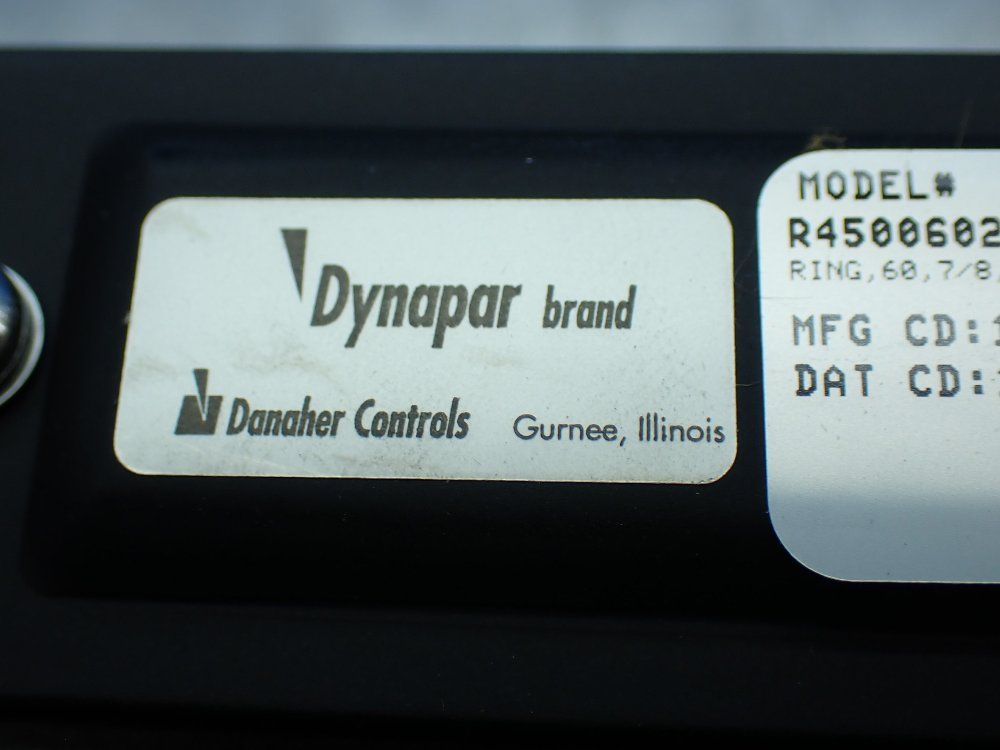 Dynapar brand
Danaher Controls Gurnee, Illinois
MODEL#
R4500602
RING,60,7/8
MFG CD:
DAT CD: